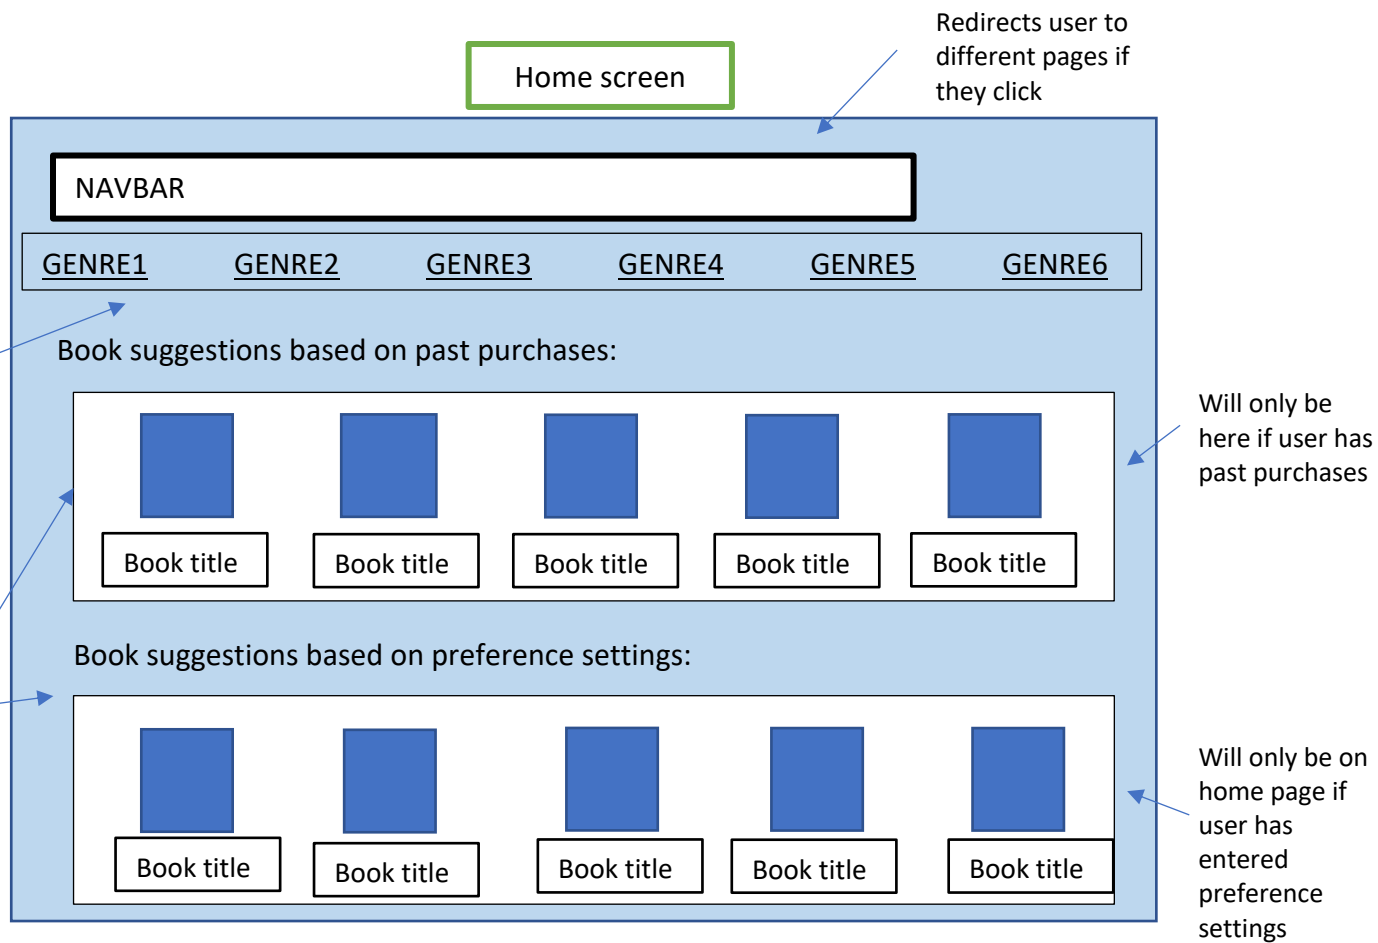 Redirects user to
different pages if
they click
Home screen
NAVBAR
GENRE1 GENRE2 GENRE3 GENRE4 GENRE5 GENRE6
Book suggestions based on past purchases:
Will only be
here if user has
past purchases
Book title Book title Book title Book title Book title
Book suggestions based on preference settings:
Will only be on
home page if
user has
entered
preference
settings
Book title Book title Book title Book title Book title